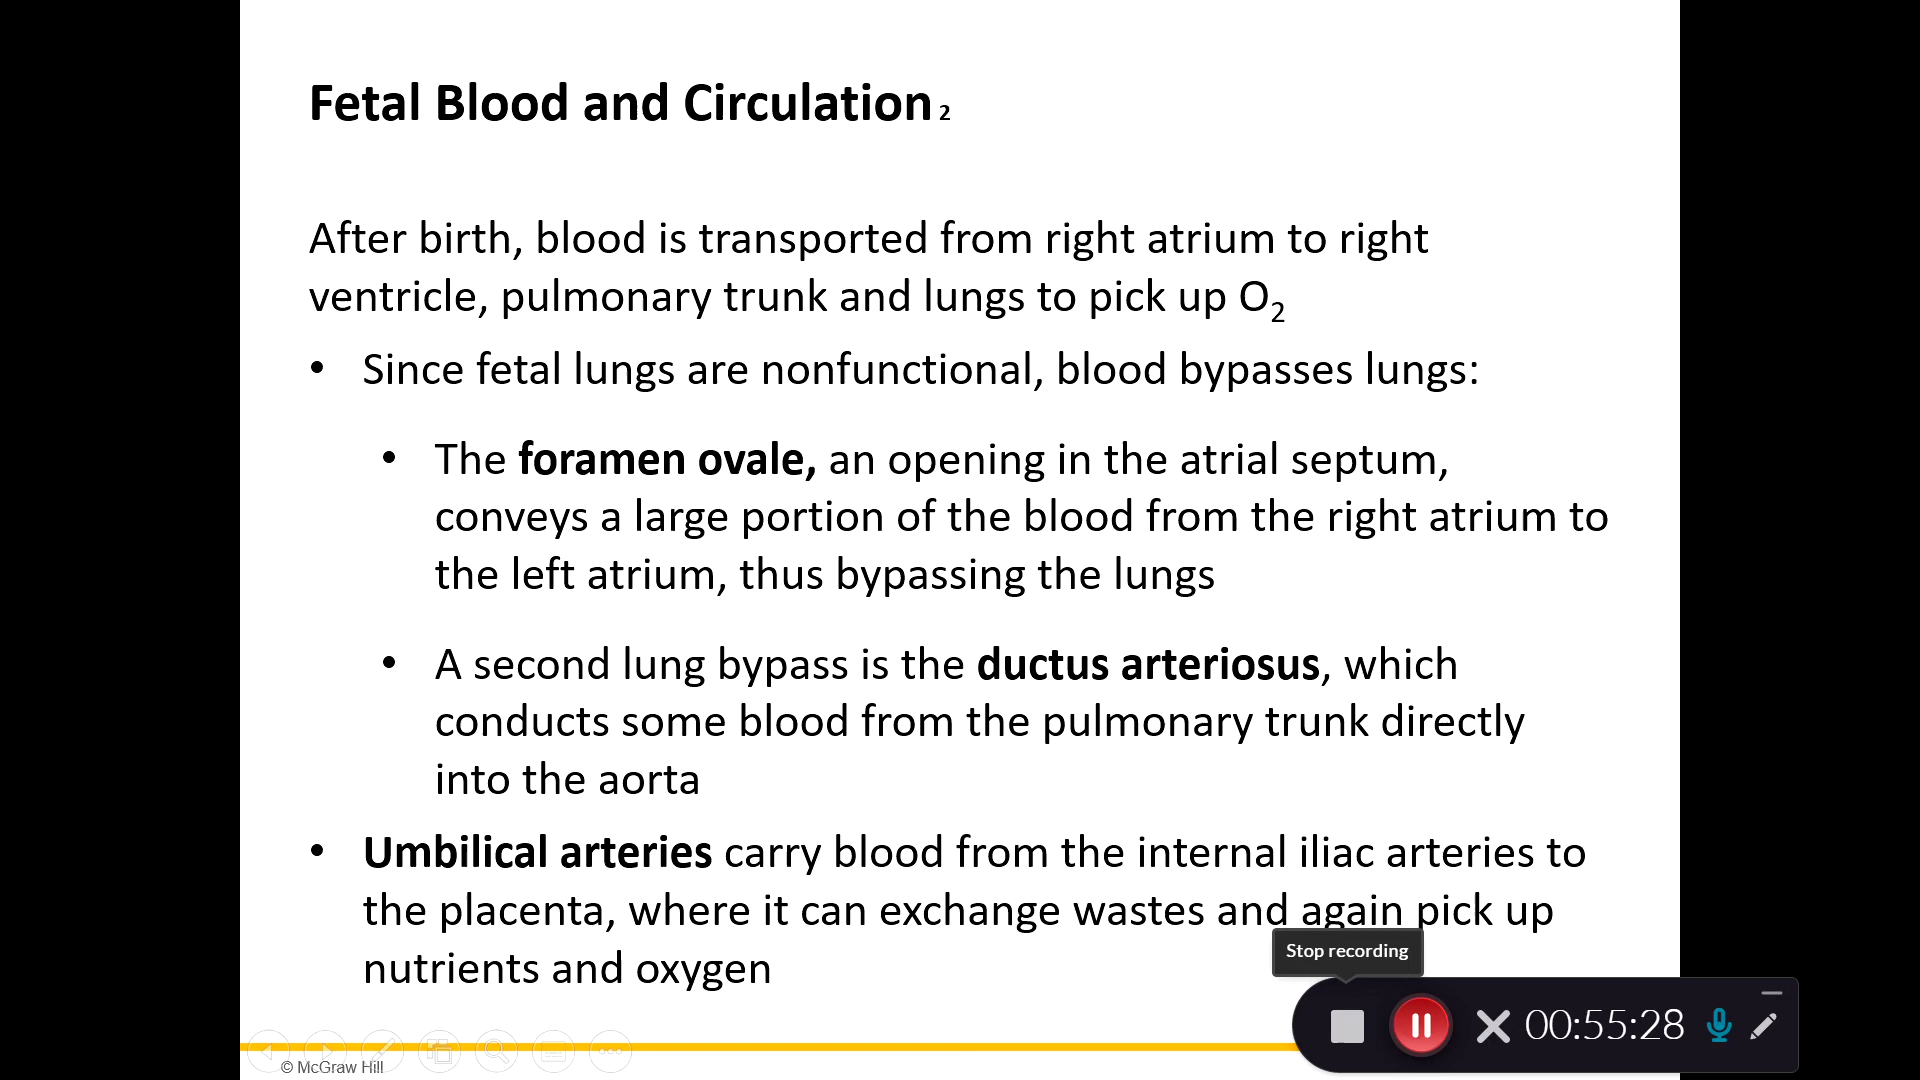 Fetal Blood and Circulation 2
After birth, blood is transported from right atrium to right
ventricle, pulmonary trunk and lungs to pick up O2
• Since fetal lungs are nonfunctional, blood bypasses lungs:
• The foramen ovale, an opening in the atrial septum,
conveys a large portion of the blood from the right atrium to
the left atrium, thus bypassing the lungs
• A second lung bypass is the ductus arteriosus, which
conducts some blood from the pulmonary trunk directly
into the aorta
• Umbilical arteries carry blood from the internal iliac arteries to
the placenta, where it can exchange wastes and again pick up
nutrients and oxygen
Stop recording
00:55:28
© McGraw Hill